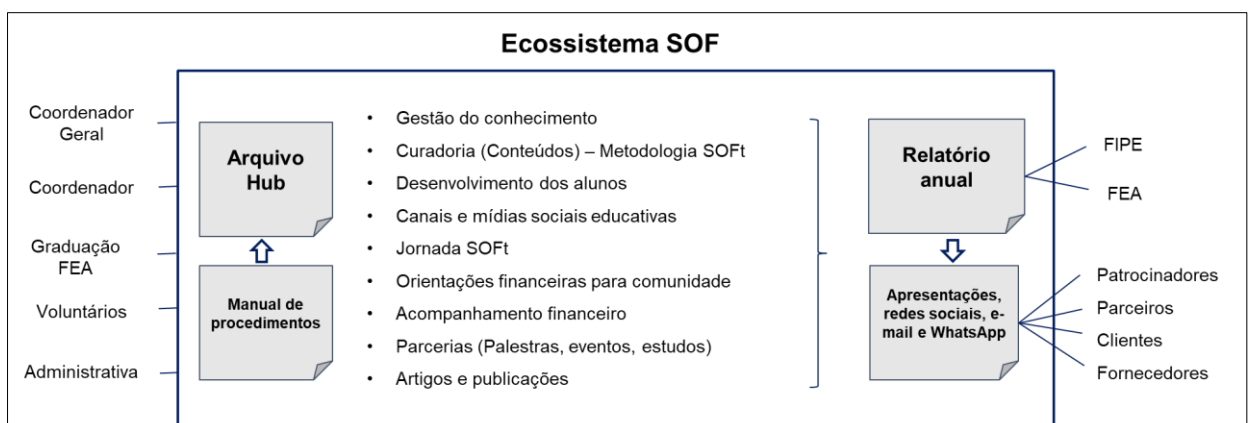 Ecossistema SOF
Coordenador
Geral
Coordenador
Graduação
FEA
Voluntários
Administrativa
Arquivo
Hub
Manual de
procedimentos
• Gestão do conhecimento
• Curadoria (Conteúdos) – Metodologia SOFt
• Desenvolvimento dos alunos
• Canais e mídias sociais educativas
• Jornada SOFt
• Orientações financeiras para comunidade
• Acompanhamento financeiro
• Parcerias (Palestras, eventos, estudos)
• Artigos e publicações
Relatório
anual
Apresentações,
redes sociais, e-
mail e WhatsApp
FIPE
FEA
Patrocinadores
Parceiros
Clientes
Fornecedores